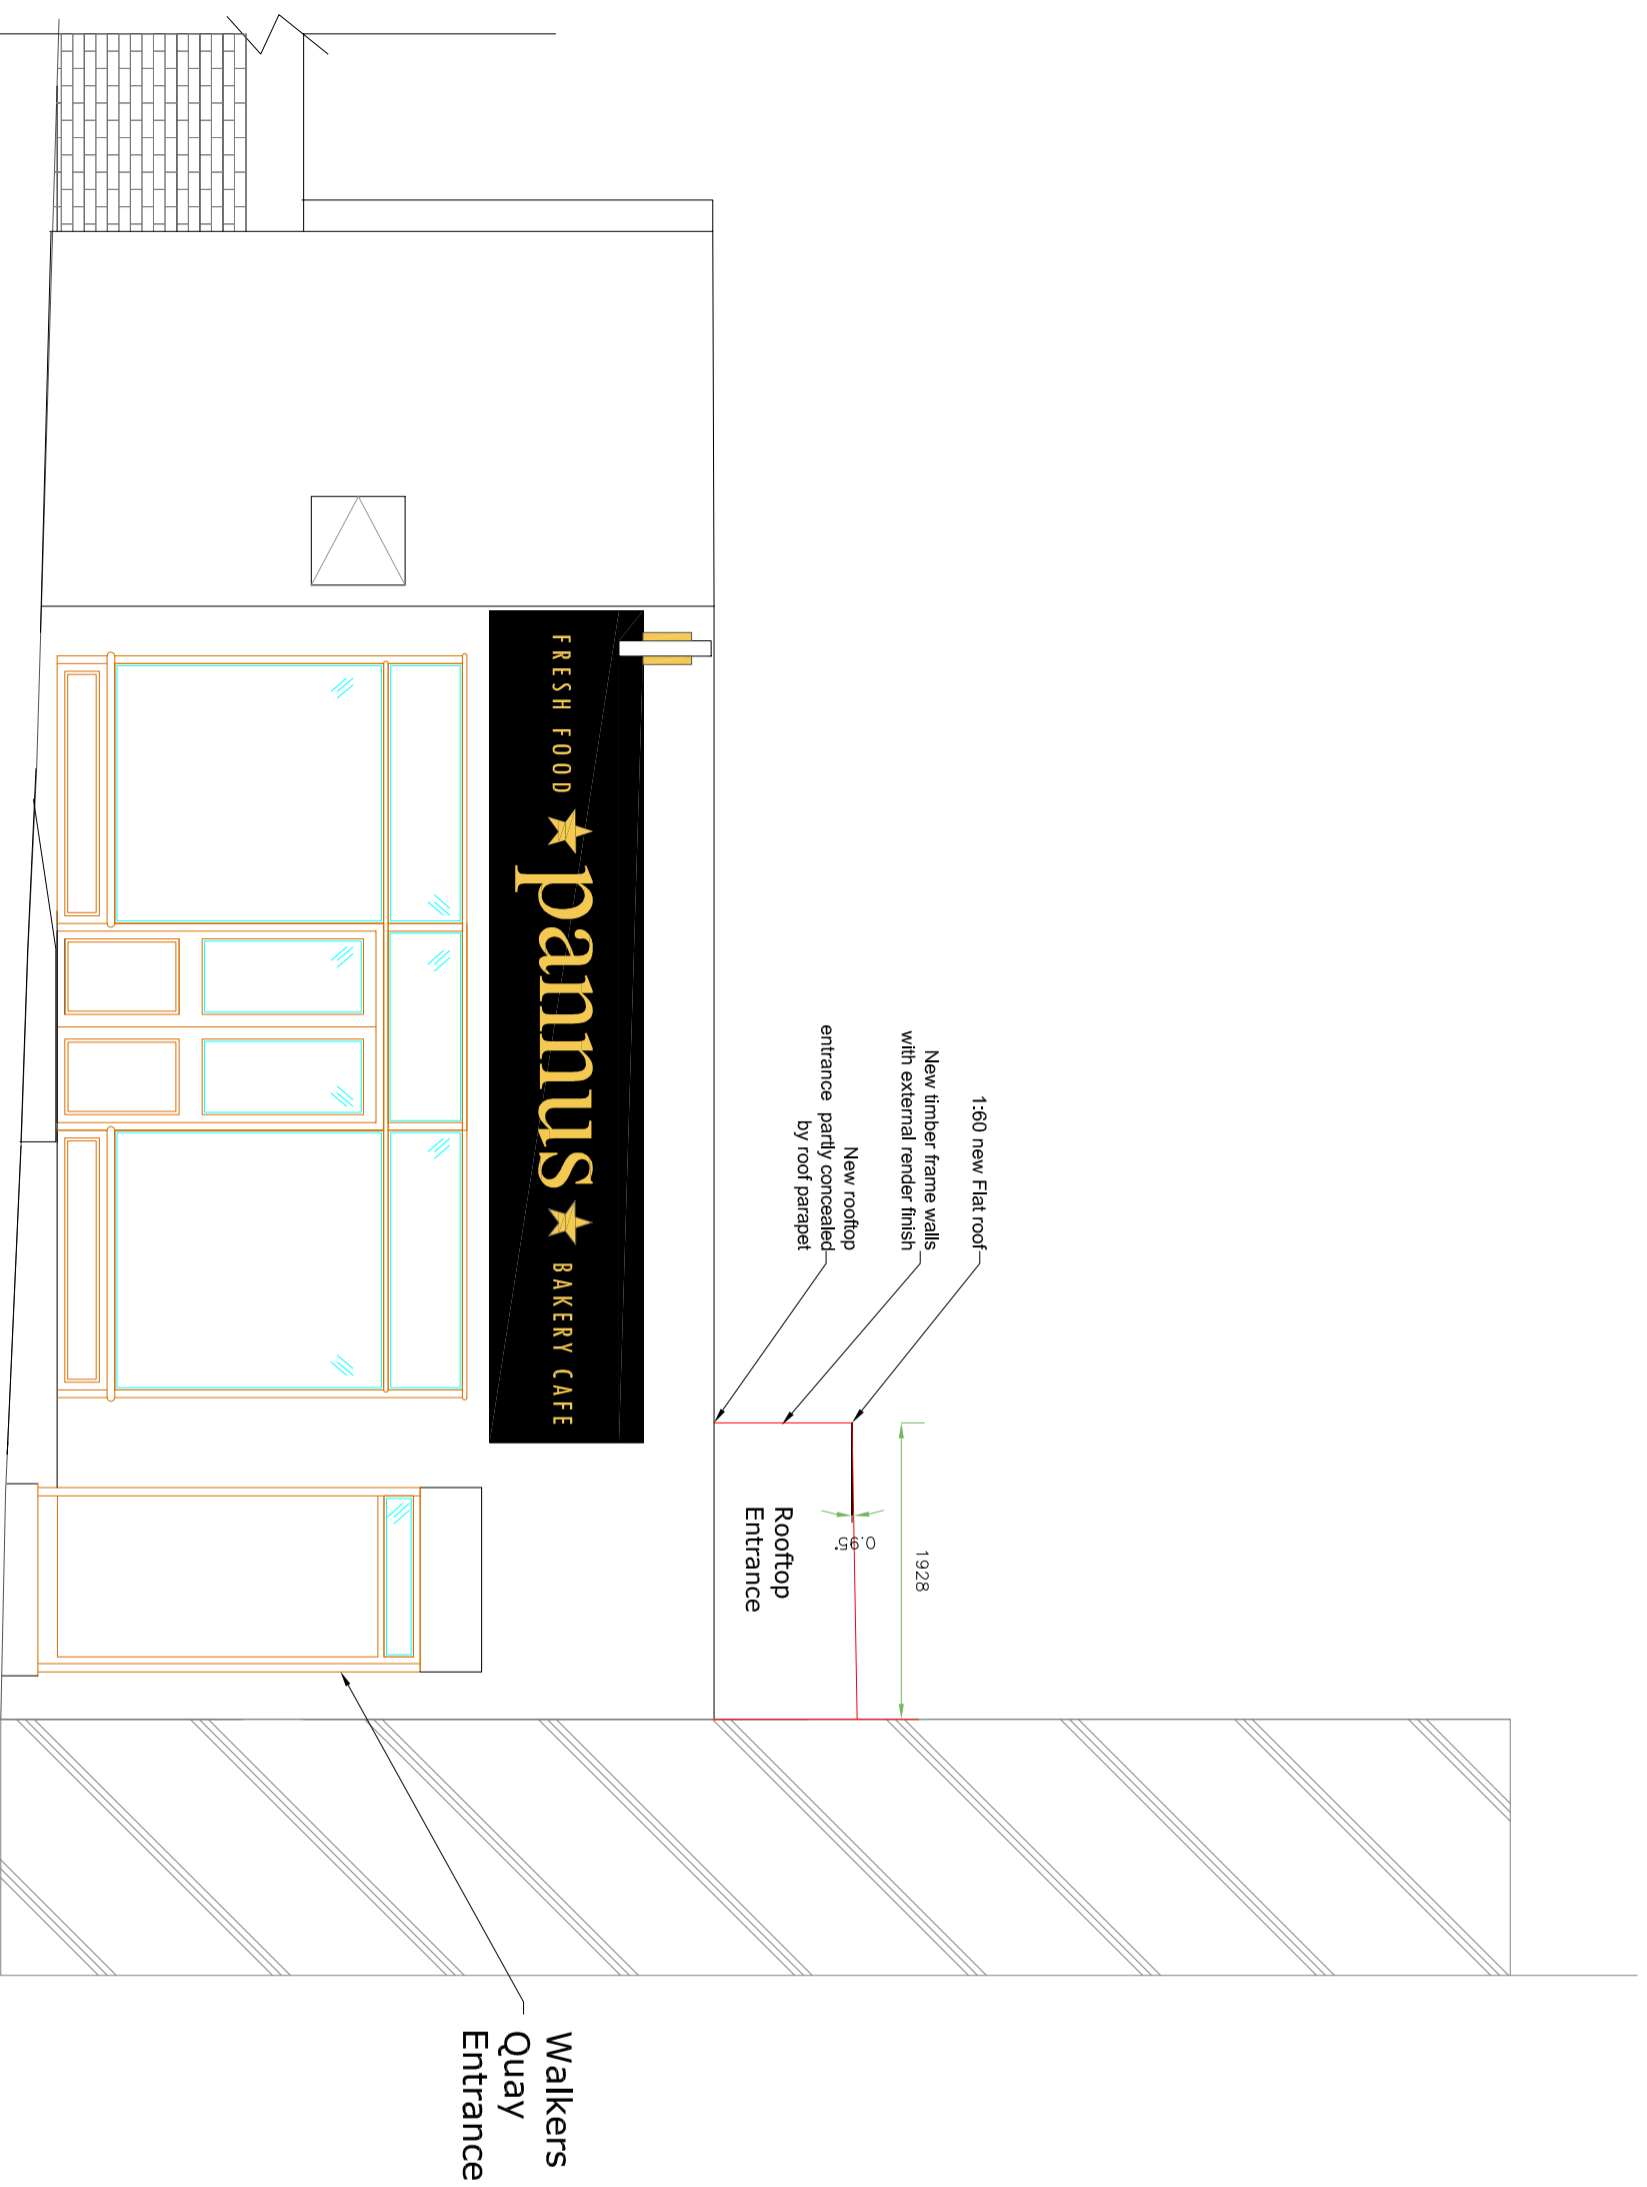 1:60 new Flat roof
New timber frame walls
with external render finish
New rooftop
entrance partly concealed
by roof parapet
1928
0.95°
Rooftop
Entrance
FRESH FOOD ★ pannus ★ BAKERY CAFE
Walkers
Quay
Entrance